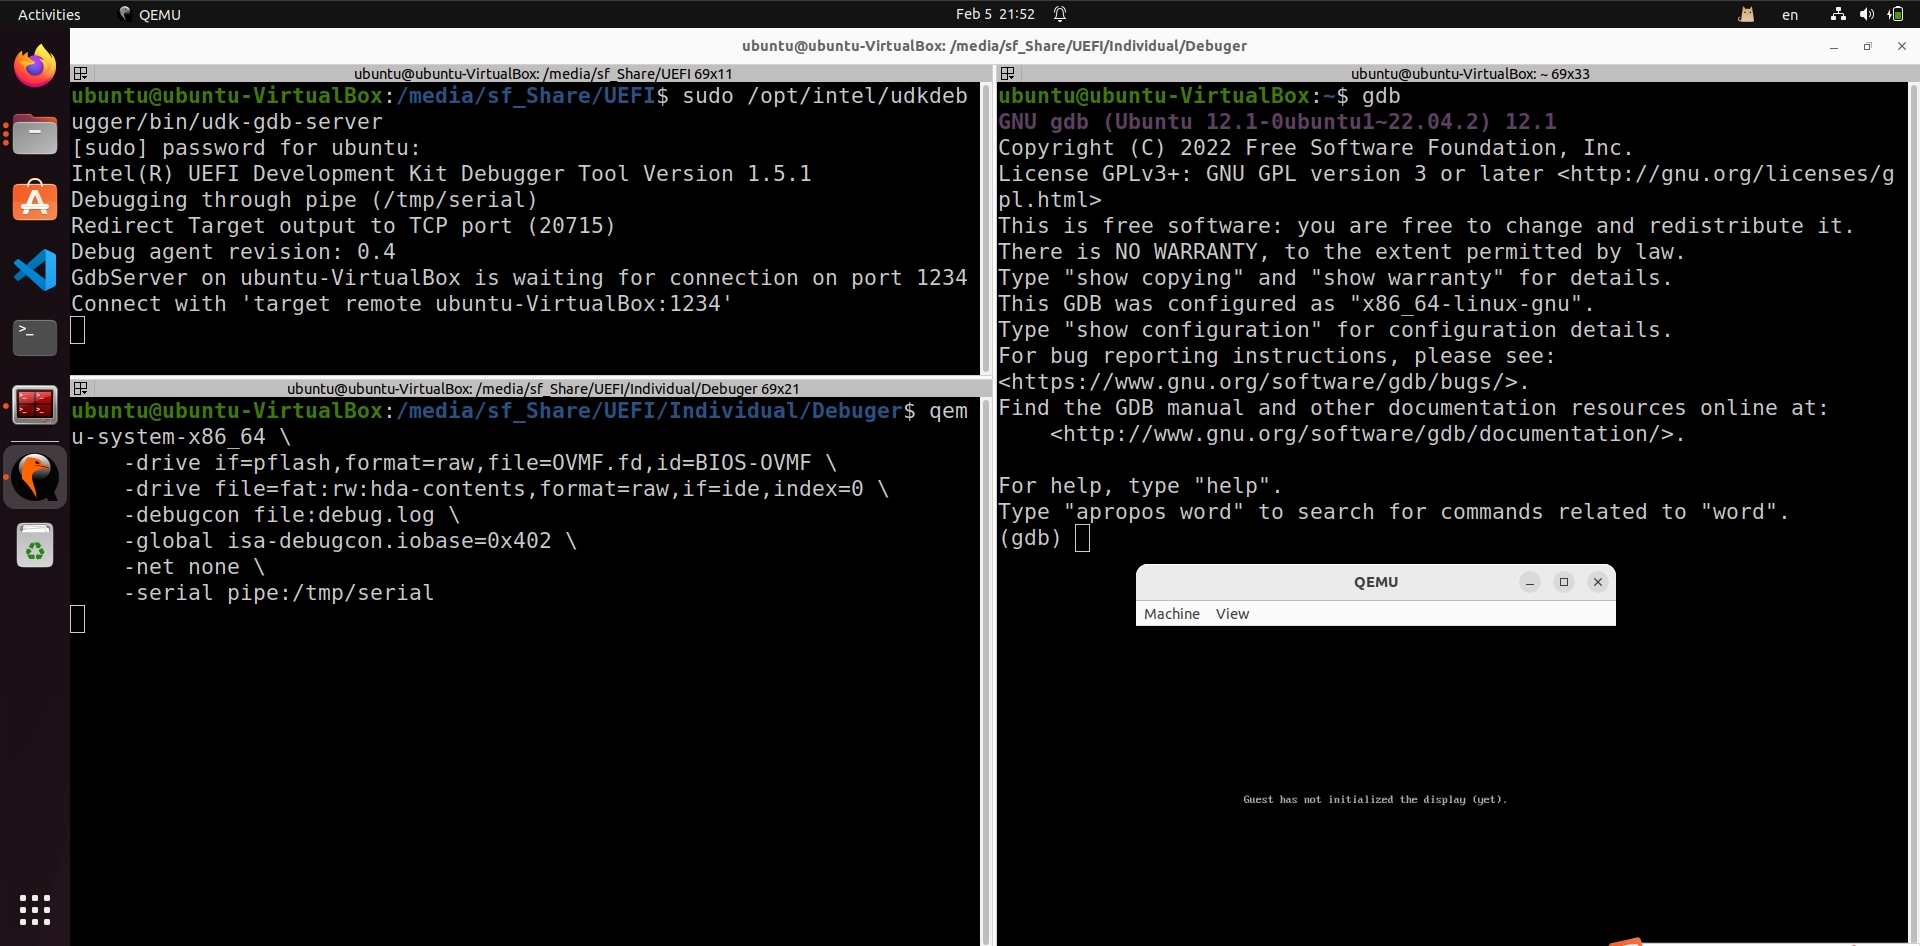 Activities
QEMU
Feb 5 21:52
en
ubuntu@ubuntu-VirtualBox: /media/sf_Share/UEFI/Individual/Debuger
ubuntu@ubuntu-VirtualBox: /media/sf_Share/UEFI 69x11
ubuntu@ubuntu-VirtualBox:/media/sf_Share/UEFI$ sudo /opt/intel/udkdeb
ugger/bin/udk-gdb-server
[sudo] password for ubuntu:
Intel(R) UEFI Development Kit Debugger Tool Version 1.5.1
Debugging through pipe (/tmp/serial)
Redirect Target output to TCP port (20715)
Debug agent revision: 0.4
GdbServer on ubuntu-VirtualBox is waiting for connection on port 1234
Connect with 'target remote ubuntu-VirtualBox:1234'
ubuntu@ubuntu-VirtualBox: /media/sf_Share/UEFI/Individual/Debuger 69x21
ubuntu@ubuntu-VirtualBox:/media/sf_Share/UEFI/Individual/Debuger$ qem
u-system-x86_64 \
    -drive if=pflash,format=raw,file=OVMF.fd,id=BIOS-OVMF \
    -drive file=fat:rw:hda-contents,format=raw,if=ide,index=0 \
    -debugcon file:debug.log \
    -global isa-debugcon.iobase=0x402 \
    -net none \
    -serial pipe:/tmp/serial
ubuntu@ubuntu-VirtualBox: ~ 69x33
ubuntu@ubuntu-VirtualBox:~$ gdb
GNU gdb (Ubuntu 12.1-0ubuntu1~22.04.2) 12.1
Copyright (C) 2022 Free Software Foundation, Inc.
License GPLv3+: GNU GPL version 3 or later <http://gnu.org/licenses/g
pl.html>
This is free software: you are free to change and redistribute it.
There is NO WARRANTY, to the extent permitted by law.
Type "show copying" and "show warranty" for details.
This GDB was configured as "x86_64-linux-gnu".
Type "show configuration" for configuration details.
For bug reporting instructions, please see:
<https://www.gnu.org/software/gdb/bugs/>.
Find the GDB manual and other documentation resources online at:
    <http://www.gnu.org/software/gdb/documentation/>.
For help, type "help".
Type "apropos word" to search for commands related to "word".
(gdb)
QEMU
Machine View
Guest has not initialized the display (yet).